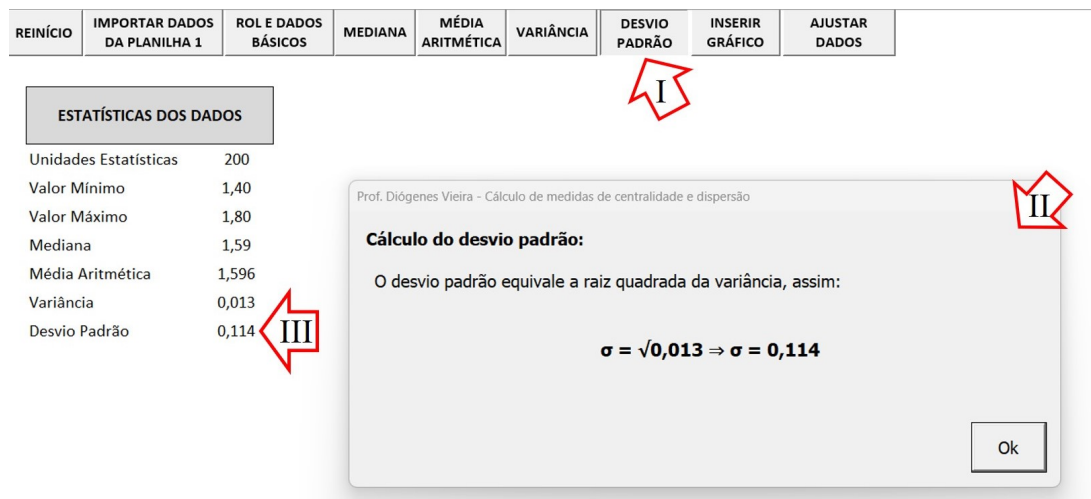 REINÍCIO
IMPORTAR DADOS
DA PLANILHA 1
ROL E DADOS
BÁSICOS
MEDIANA
MÉDIA
ARITMÉTICA
VARIÂNCIA
DESVIO
PADRÃO
INSERIR
GRÁFICO
AJUSTAR
DADOS
I
ESTATÍSTICAS DOS DADOS
Unidades Estatísticas 200
Valor Mínimo 1,40
Valor Máximo 1,80
Mediana 1,59
Média Aritmética 1,596
Variância 0,013
Desvio Padrão 0,114
III
Prof. Diógenes Vieira - Cálculo de medidas de centralidade e dispersão
II
Cálculo do desvio padrão:
O desvio padrão equivale a raiz quadrada da variância, assim:
σ = √0,013 ⇒ σ = 0,114
Ok